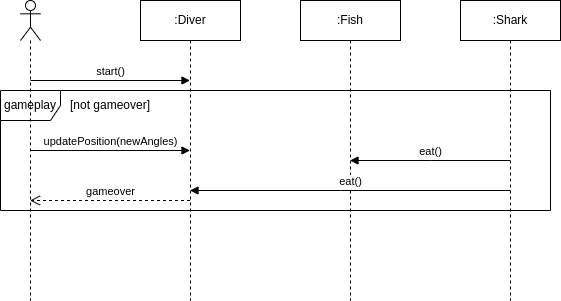 :Diver
:Fish
:Shark
start()
gameplay
[not gameover]
updatePosition(newAngles)
eat()
eat()
gameover